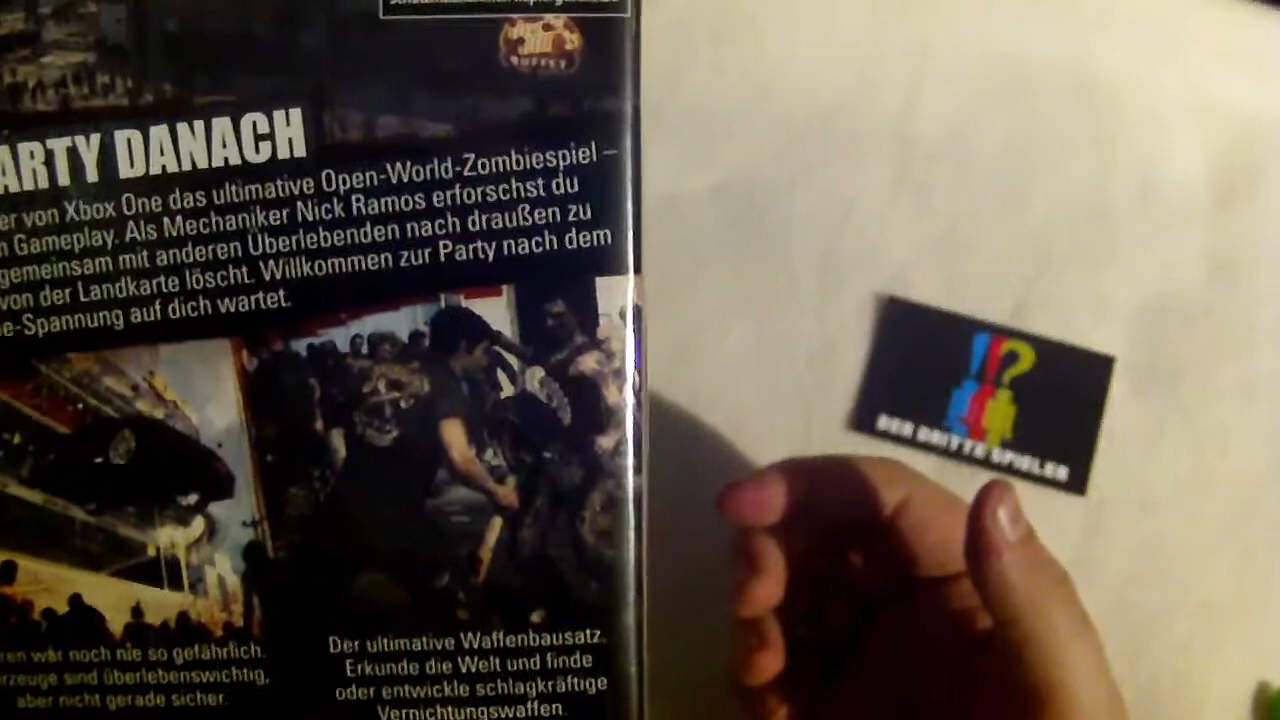 ARTY DANACH
er von Xbox One das ultimative Open-World-Zombiespiel –
n Gameplay. Als Mechaniker Nick Ramos erforschst du
gemeinsam mit anderen Überlebenden nach draußen zu
von der Landkarte löscht. Willkommen zur Party nach dem
e-Spannung auf dich wartet.
ren war noch nie so gefährlich.
rzeuge sind überlebenswichtig,
aber nicht gerade sicher.
Der ultimative Waffenbausatz.
Erkunde die Welt und finde
oder entwickle schlagkräftige
Vernichtungswaffen.
!!?
DER DRITTE SPIELER